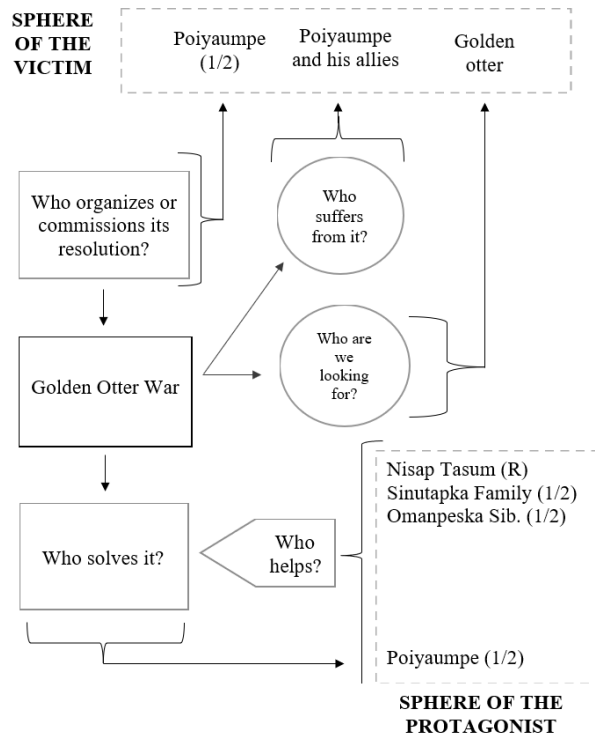 SPHERE
OF THE
VICTIM
Poiyaumpe
(1/2)
Poiyaumpe
and his allies
Golden
otter
Who organizes or
commissions its
resolution?
Who
suffers
from it?
Golden Otter War
Who are
we
looking
for?
Who solves it?
Who
helps?
Nisap Tasum (R)
Sinutapka Family (1/2)
Omanpeska Sib. (1/2)
Poiyaumpe (1/2)
SPHERE OF THE
PROTAGONIST